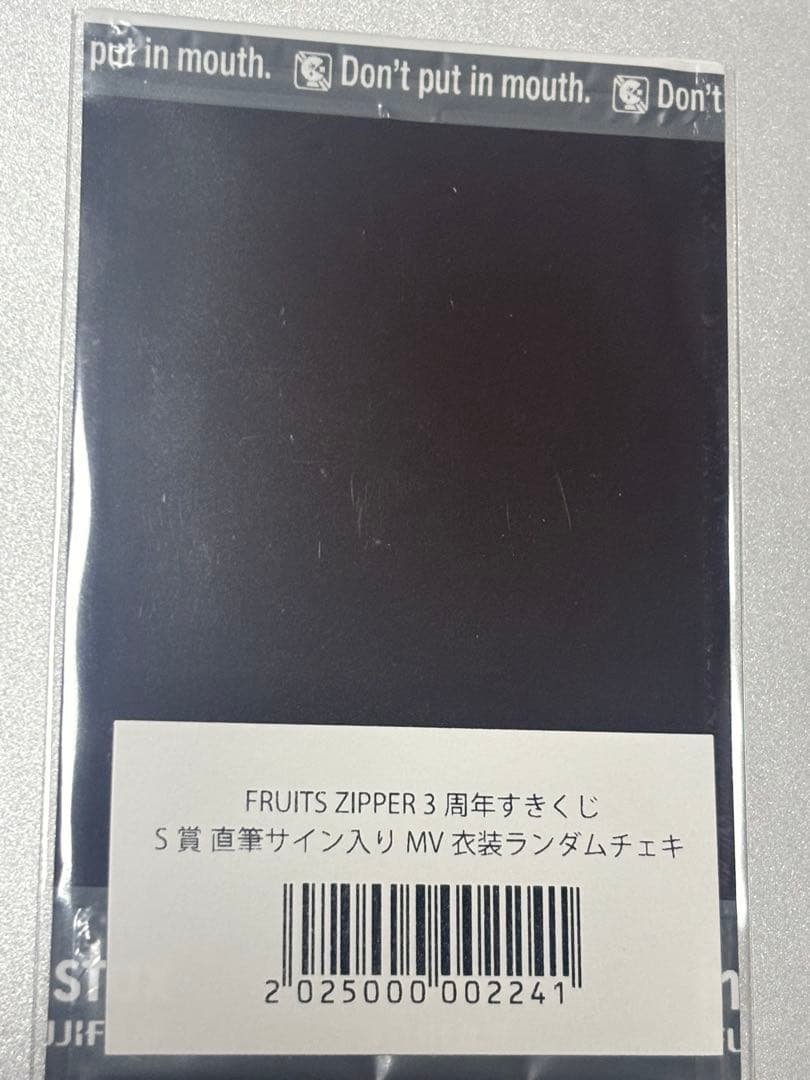 put in mouth. Don't put in mouth. Don't
FRUITS ZIPPER 3 周年すきくじ
S 賞 直筆サイン入り MV 衣装ランダムチェキ
2 025000 002241